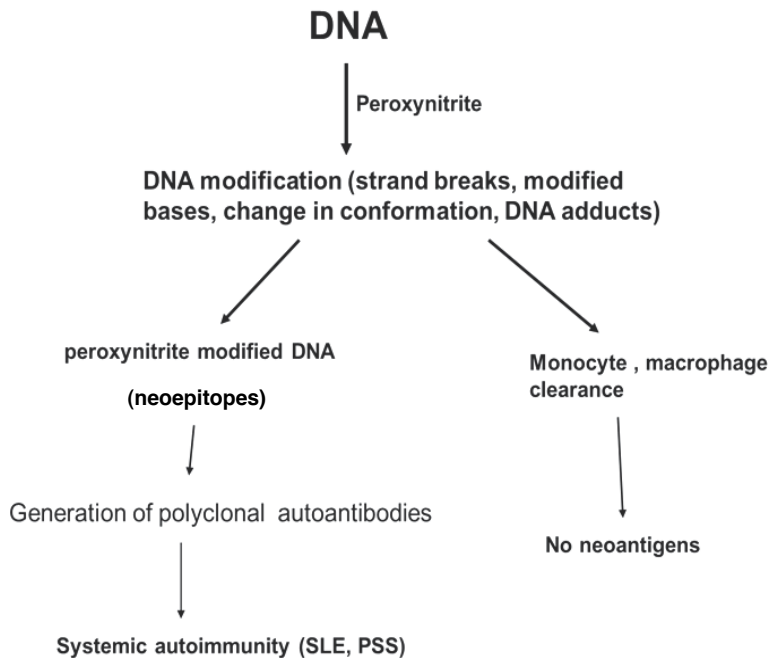 DNA
Peroxynitrite
DNA modification (strand breaks, modified
bases, change in conformation, DNA adducts)
peroxynitrite modified DNA
(neoepitopes)
Generation of polyclonal autoantibodies
Systemic autoimmunity (SLE, PSS)
Monocyte , macrophage
clearance
No neoantigens